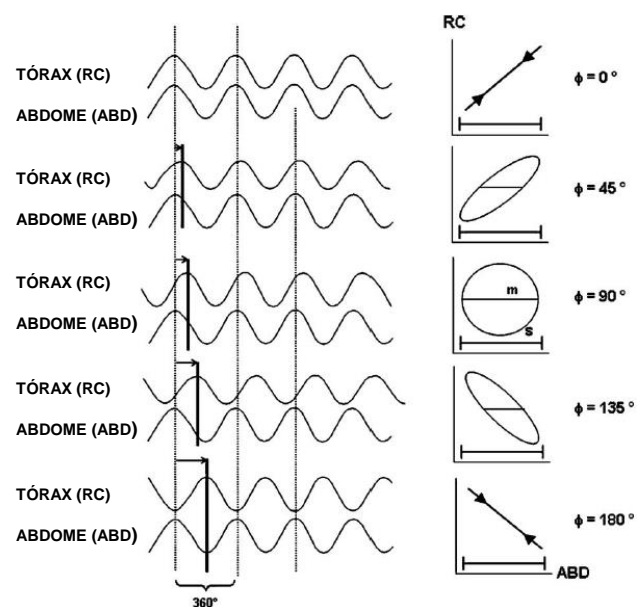 RC
TÓRAX (RC)
ABDOME (ABD)
ϕ = 0 °
TÓRAX (RC)
ABDOME (ABD)
ϕ = 45 °
TÓRAX (RC)
ABDOME (ABD)
m
s
ϕ = 90 °
TÓRAX (RC)
ABDOME (ABD)
ϕ = 135 °
TÓRAX (RC)
ABDOME (ABD)
ϕ = 180 °
ABD
360°